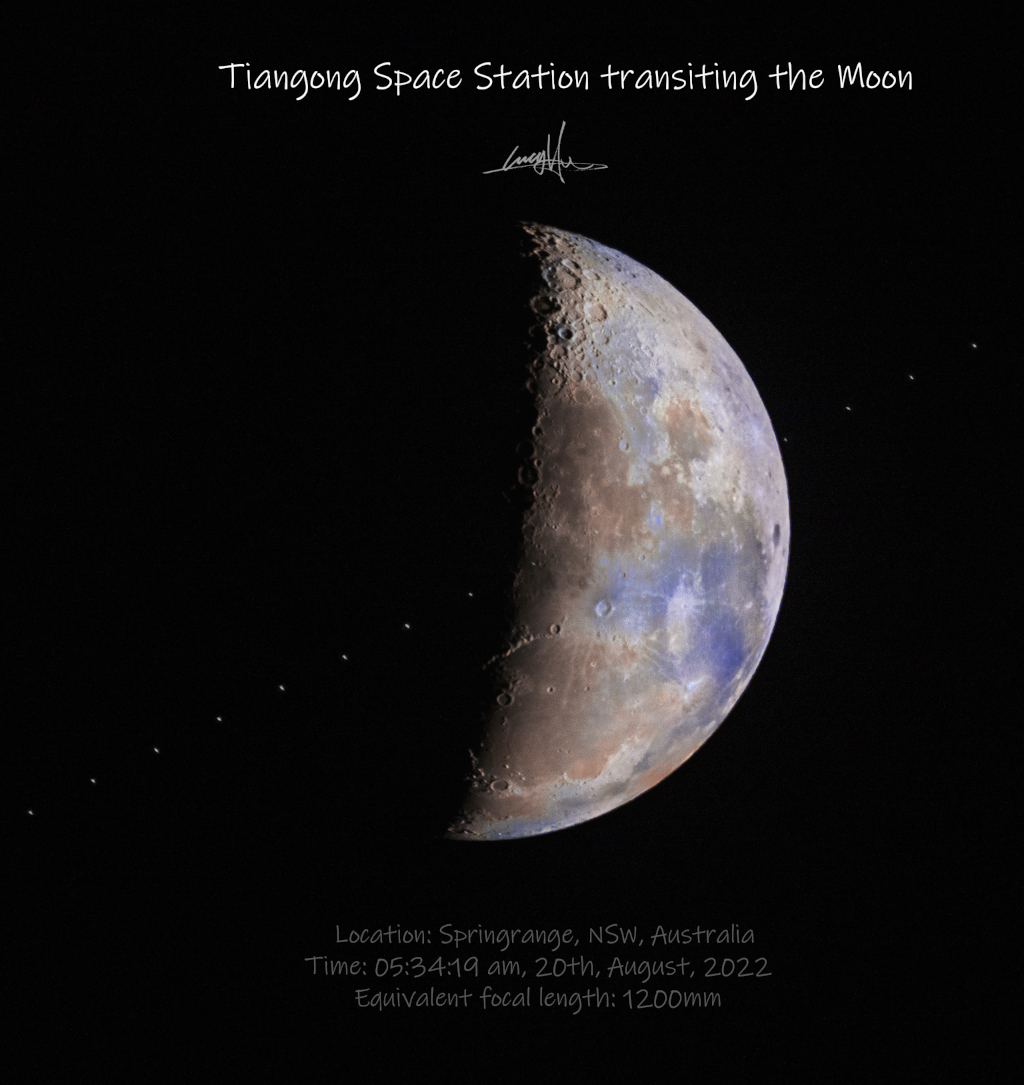 Tiangong Space Station transiting the Moon
Location: Springrange, NSW, Australia
Time: 05:34:19 am, 20th, August, 2022
Equivalent focal length: 1200mm